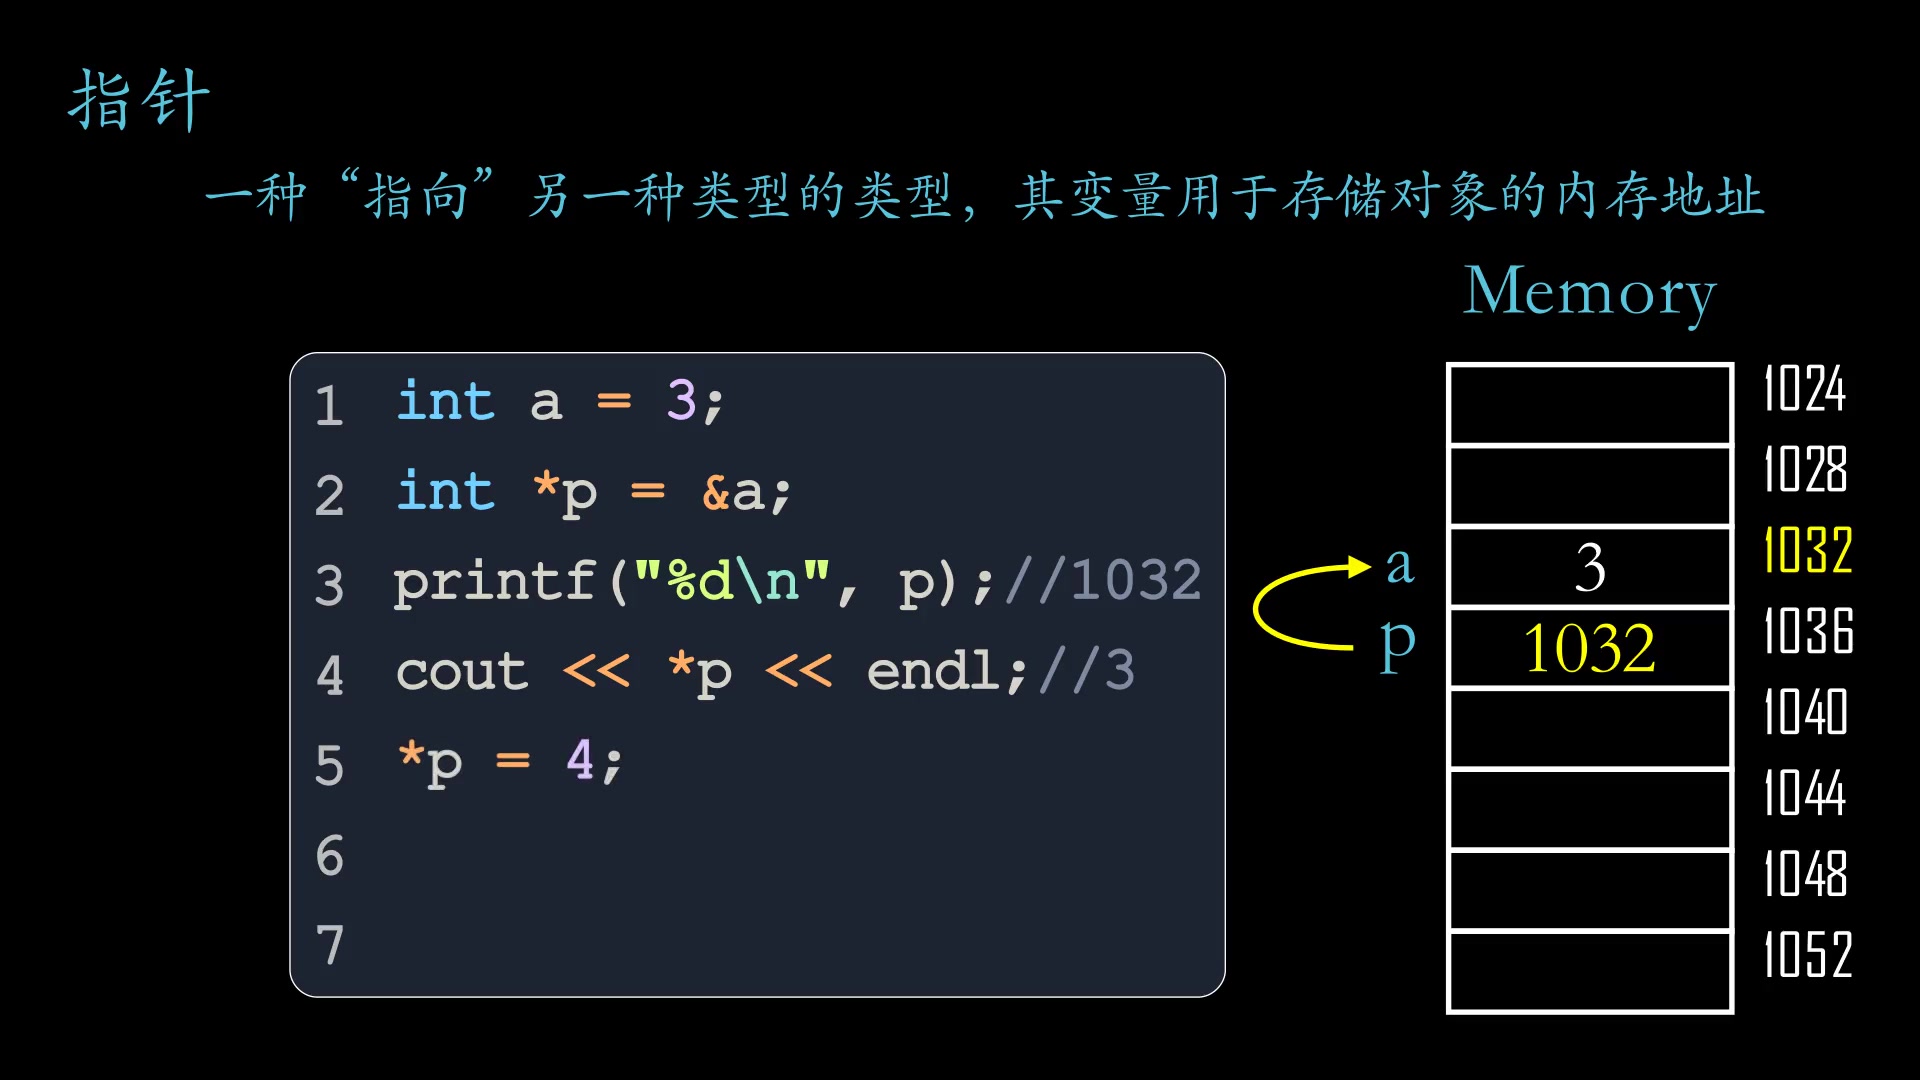 指针
一种“指向”另一种类型的类型，其变量用于存储对象的内存地址
Memory
1 int a = 3;
2 int *p = &a;
3 printf("%d\n", p);//1032
4 cout << *p << endl;//3
5 *p = 4;
6
7
1024
1028
a 3 1032
p 1032 1036
1040
1044
1048
1052